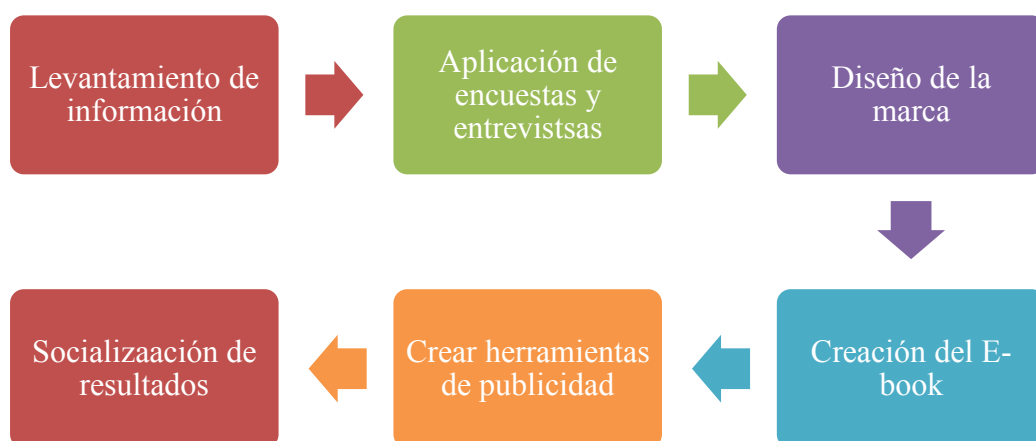 Levantamiento de
información
Aplicación de
encuestas y
entrevistsas
Diseño de la
marca
Creación del E-
book
Crear herramientas
de publicidad
Socializaación de
resultados